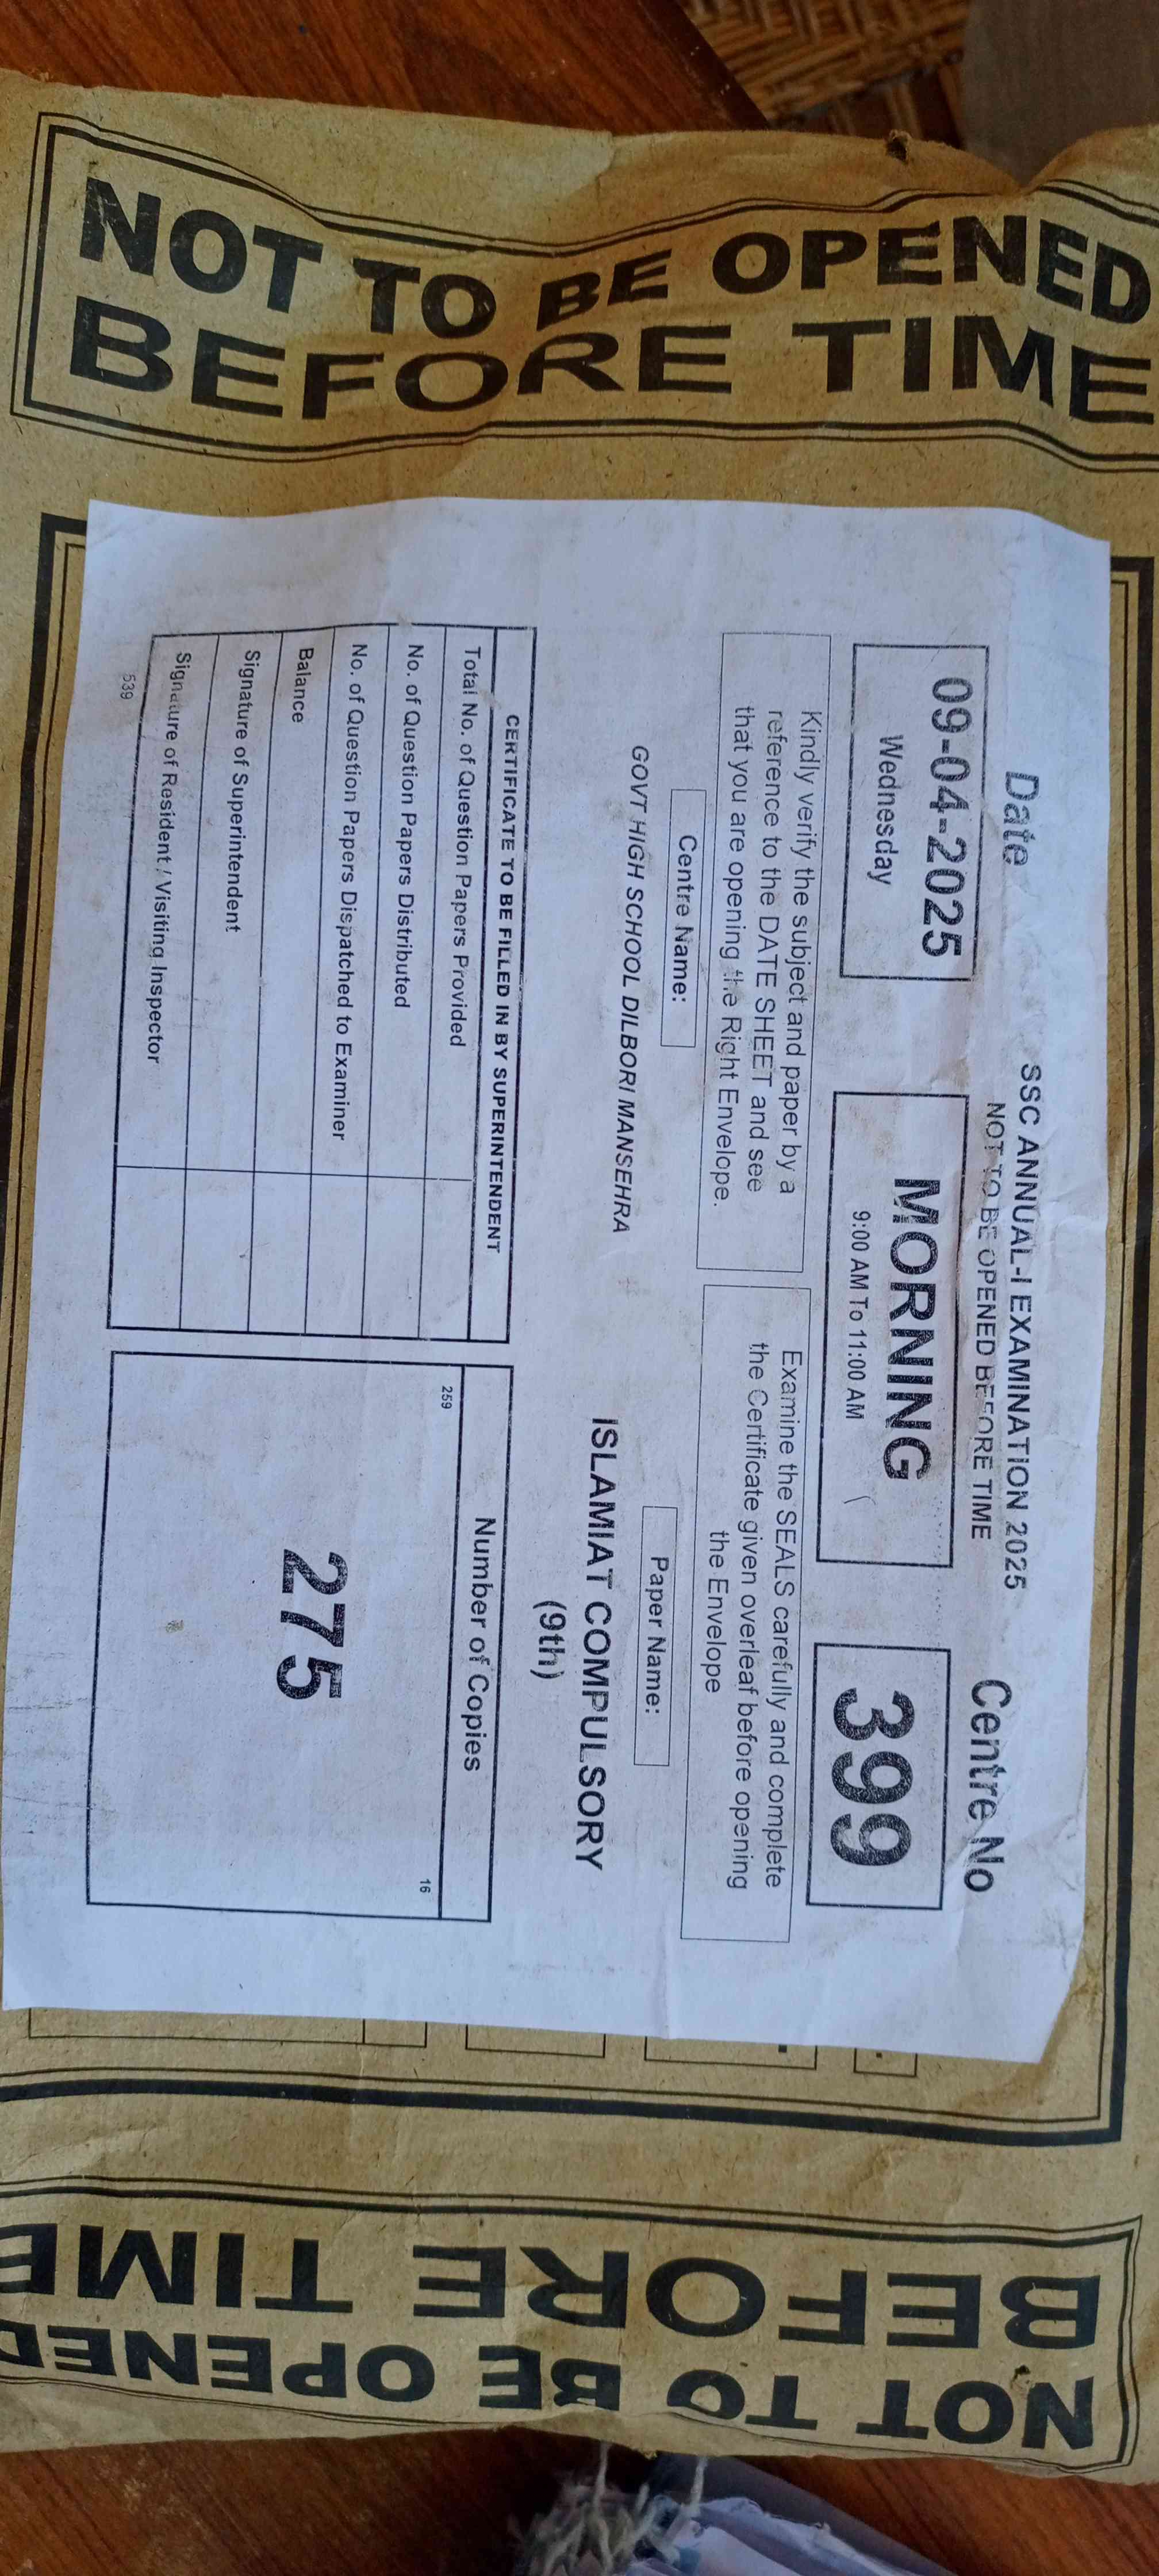 NOT TO BE OPENED
BEFORE TIME
SSC ANNUAL-I EXAMINATION 2025
NOT TO BE OPENED BEFORE TIME
Date
Centre No
09-04-2025
Wednesday
MORNING
9:00 AM To 11:00 AM
399
Kindly verify the subject and paper by a
reference to the DATE SHEET and see
that you are opening the Right Envelope.
Examine the SEALS carefully and complete
the Certificate given overleaf before opening
the Envelope
Centre Name:
GOVT HIGH SCHOOL DILBORI MANSEHRA
Paper Name:
ISLAMIAT COMPULSORY
(9th)
CERTIFICATE TO BE FILLED IN BY SUPERINTENDENT
Total No. of Question Papers Provided
No. of Question Papers Distributed
No. of Question Papers Dispatched to Examiner
Balance
Signature of Superintendent
Signature of Resident / Visiting Inspector
539
Number of Copies
259
16
275
NOT TO BE OPENED
BEFORE TIME